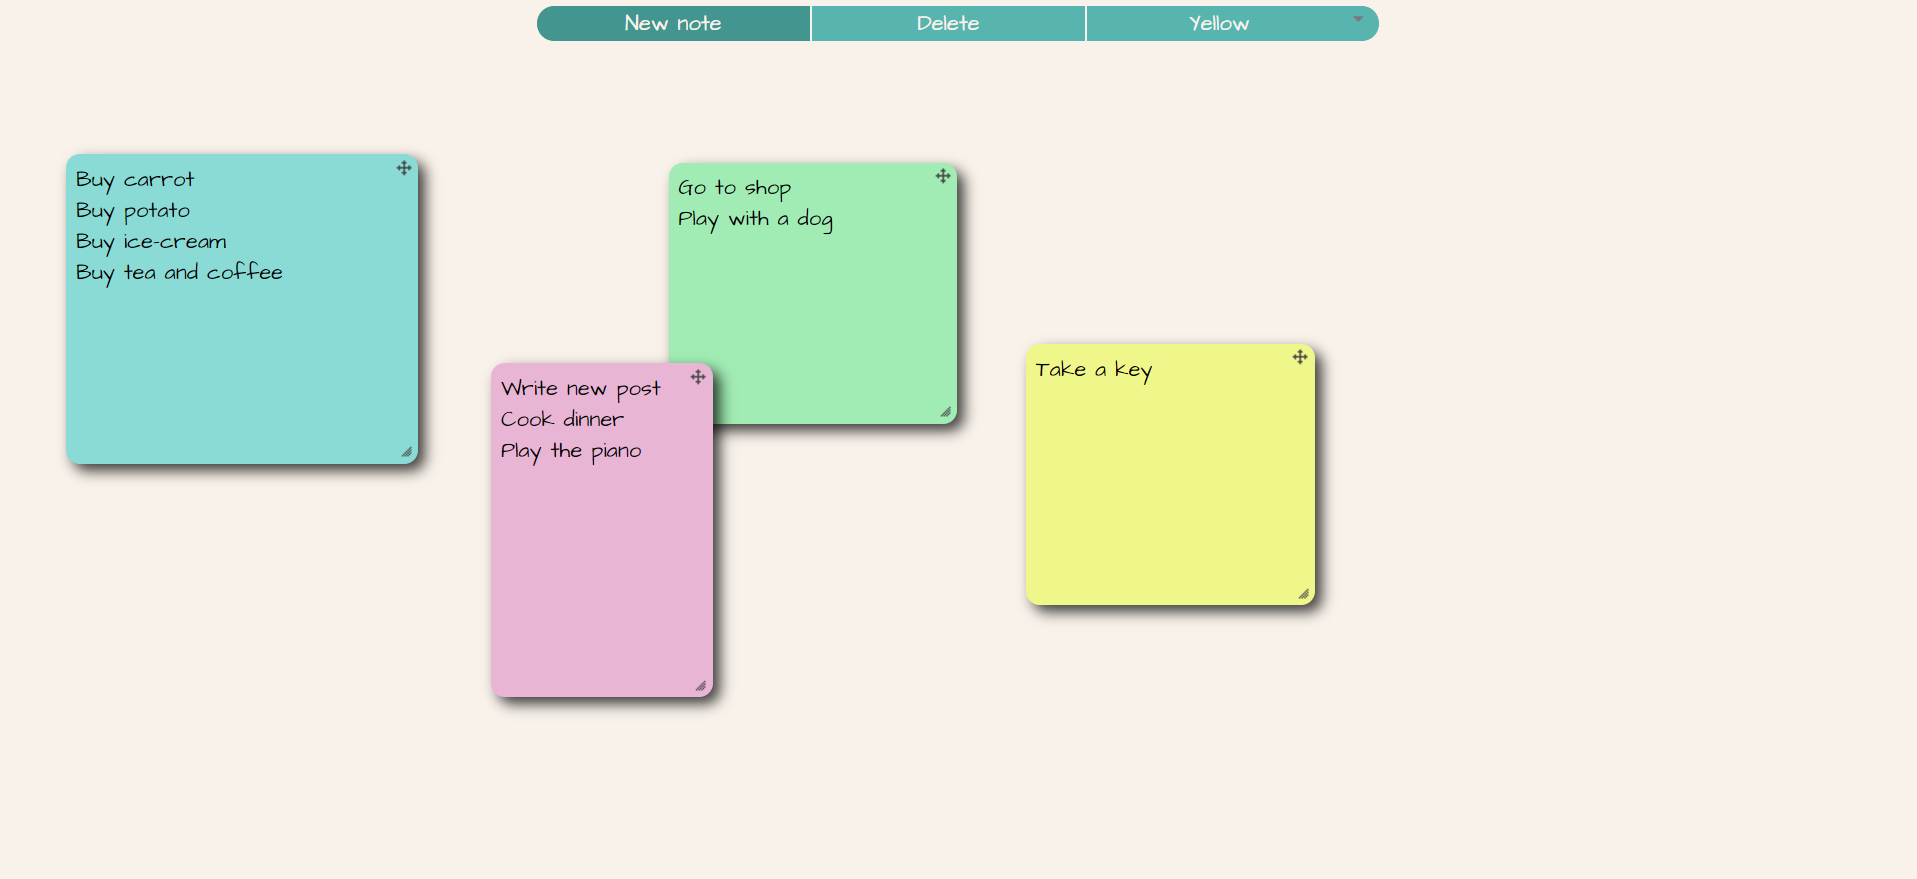 New note
Delete
Yellow
Buy carrot
Buy potato
Buy ice-cream
Buy tea and coffee
Go to shop
Play with a dog
Write new post
Cook dinner
Play the piano
Take a key